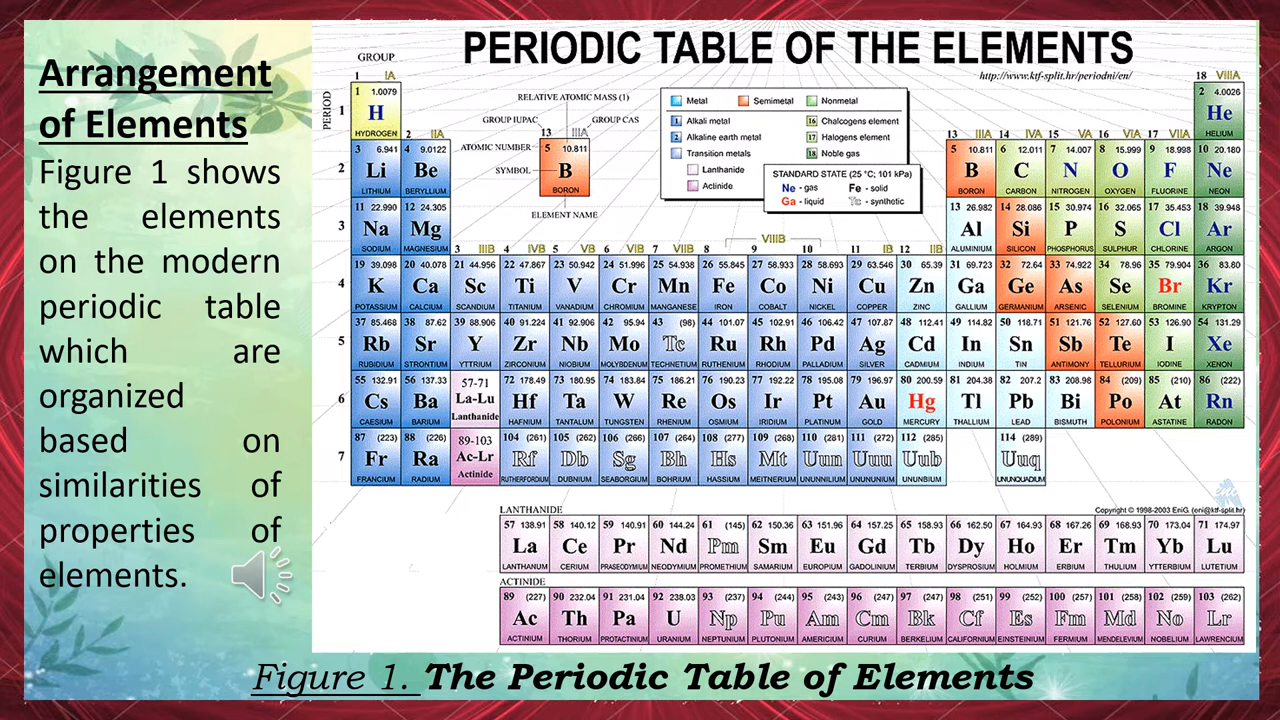 Arrangement
of Elements
Figure 1 shows
the elements
on the modern
periodic table
which are
organized
based on
similarities of
properties of
elements.
PERIODIC TABLE OF THE ELEMENTS
http://www.ktf-split.hr/periodni/en/
GROUP
PERIOD
1 IA
18 VIIIA
1
1 1.0079
H
HYDROGEN
2 4.0026
He
HELIUM
RELATIVE ATOMIC MASS (1)
GROUP IUPAC
GROUP CAS
13 IIIA
ATOMIC NUMBER
5 10.811
SYMBOL
B
BORON
ELEMENT NAME
Metal Semimetal Nonmetal
1 Alkali metal
16 Chalcogens element
2 Alkaline earth metal
17 Halogens element
Transition metals
18 Noble gas
Lanthanide
Actinide
STANDARD STATE (25 °C; 101 kPa)
Ne - gas Fe - solid
Ga - liquid Tc - synthetic
2 IIA
13 IIIA 14 IVA 15 VA 16 VIA 17 VIIA
2
3 6.941 4 9.0122 5 10.811 6 12.011 7 14.007 8 15.999 9 18.998 10 20.180
Li Be B C N O F Ne
LITHIUM BERYLLIUM BORON CARBON NITROGEN OXYGEN FLUORINE NEON
3
11 22.990 12 24.305 13 26.982 14 28.086 15 30.974 16 32.065 17 35.453 18 39.948
Na Mg Al Si P S Cl Ar
SODIUM MAGNESIUM ALUMINIUM SILICON PHOSPHORUS SULPHUR CHLORINE ARGON
3 IIIB 4 IVB 5 VB 6 VIB 7 VIIB 8 VIIIB 9 10 11 IB 12 IIB
4
19 39.098 20 40.078 21 44.956 22 47.867 23 50.942 24 51.996 25 54.938 26 55.845 27 58.933 28 58.693 29 63.546 30 65.39 31 69.723 32 72.64 33 74.922 34 78.96 35 79.904 36 83.80
K Ca Sc Ti V Cr Mn Fe Co Ni Cu Zn Ga Ge As Se Br Kr
POTASSIUM CALCIUM SCANDIUM TITANIUM VANADIUM CHROMIUM MANGANESE IRON COBALT NICKEL COPPER ZINC GALLIUM GERMANIUM ARSENIC SELENIUM BROMINE KRYPTON
5
37 85.468 38 87.62 39 88.906 40 91.224 41 92.906 42 95.94 43 (98) 44 101.07 45 102.91 46 106.42 47 107.87 48 112.41 49 114.82 50 118.71 51 121.76 52 127.60 53 126.90 54 131.29
Rb Sr Y Zr Nb Mo Tc Ru Rh Pd Ag Cd In Sn Sb Te I Xe
RUBIDIUM STRONTIUM YTTRIUM ZIRCONIUM NIOBIUM MOLYBDENUM TECHNETIUM RUTHENIUM RHODIUM PALLADIUM SILVER CADMIUM INDIUM TIN ANTIMONY TELLURIUM IODINE XENON
6
55 132.91 56 137.33 57-71 72 178.49 73 180.95 74 183.84 75 186.21 76 190.23 77 192.22 78 195.08 79 196.97 80 200.59 81 204.38 82 207.2 83 208.98 84 (209) 85 (210) 86 (222)
Cs Ba La-Lu Hf Ta W Re Os Ir Pt Au Hg Tl Pb Bi Po At Rn
CAESIUM BARIUM Lanthanide HAFNIUM TANTALUM TUNGSTEN RHENIUM OSMIUM IRIDIUM PLATINUM GOLD MERCURY THALLIUM LEAD BISMUTH POLONIUM ASTATINE RADON
7
87 (223) 88 (226) 89-103 104 (261) 105 (262) 106 (266) 107 (264) 108 (277) 109 (268) 110 (281) 111 (272) 112 (285) 114 (289)
Fr Ra Ac-Lr Rf Db Sg Bh Hs Mt Uun Uuu Uub Uuq
FRANCIUM RADIUM Actinide RUTHERFORDIUM DUBNIUM SEABORGIUM BOHRIUM HASSIUM MEITNERIUM UNUNNILIUM UNUNUNIUM UNUNBIUM UNUNQUADIUM
LANTHANIDE
Copyright © 1998-2003 EniG. (eni@ktf-split.hr)
57 138.91 58 140.12 59 140.91 60 144.24 61 (145) 62 150.36 63 151.96 64 157.25 65 158.93 66 162.50 67 164.93 68 167.26 69 168.93 70 173.04 71 174.97
La Ce Pr Nd Pm Sm Eu Gd Tb Dy Ho Er Tm Yb Lu
LANTHANUM CERIUM PRASEODYMIUM NEODYMIUM PROMETHIUM SAMARIUM EUROPIUM GADOLINIUM TERBIUM DYSPROSIUM HOLMIUM ERBIUM THULIUM YTTERBIUM LUTETIUM
ACTINIDE
89 (227) 90 232.04 91 231.04 92 238.03 93 (237) 94 (244) 95 (243) 96 (247) 97 (247) 98 (251) 99 (252) 100 (257) 101 (258) 102 (259) 103 (262)
Ac Th Pa U Np Pu Am Cm Bk Cf Es Fm Md No Lr
ACTINIUM THORIUM PROTACTINIUM URANIUM NEPTUNIUM PLUTONIUM AMERICIUM CURIUM BERKELIUM CALIFORNIUM EINSTEINIUM FERMIUM MENDELEVIUM NOBELIUM LAWRENCIUM
Figure 1. The Periodic Table of Elements